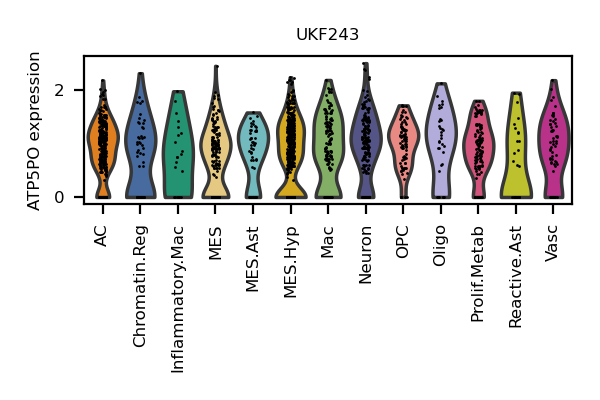 UKF243
ATP5PO expression
2
0
AC
Chromatin.Reg
Inflammatory.Mac
MES
MES.Ast
MES.Hyp
Mac
Neuron
OPC
Oligo
Prolif.Metab
Reactive.Ast
Vasc